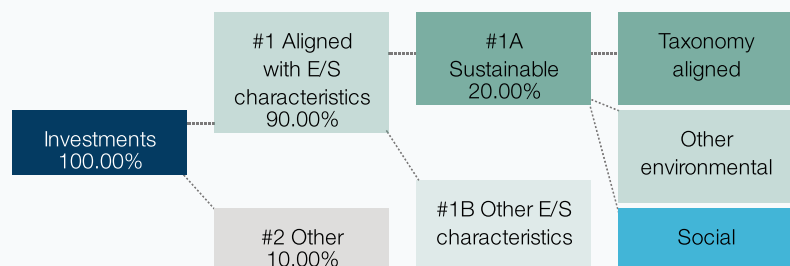 #1 Aligned
with E/S
characteristics
90.00%
#1A
Sustainable
20.00%
Taxonomy
aligned
Investments
100.00%
Other
environmental
#1B Other E/S
characteristics
#2 Other
10.00%
Social